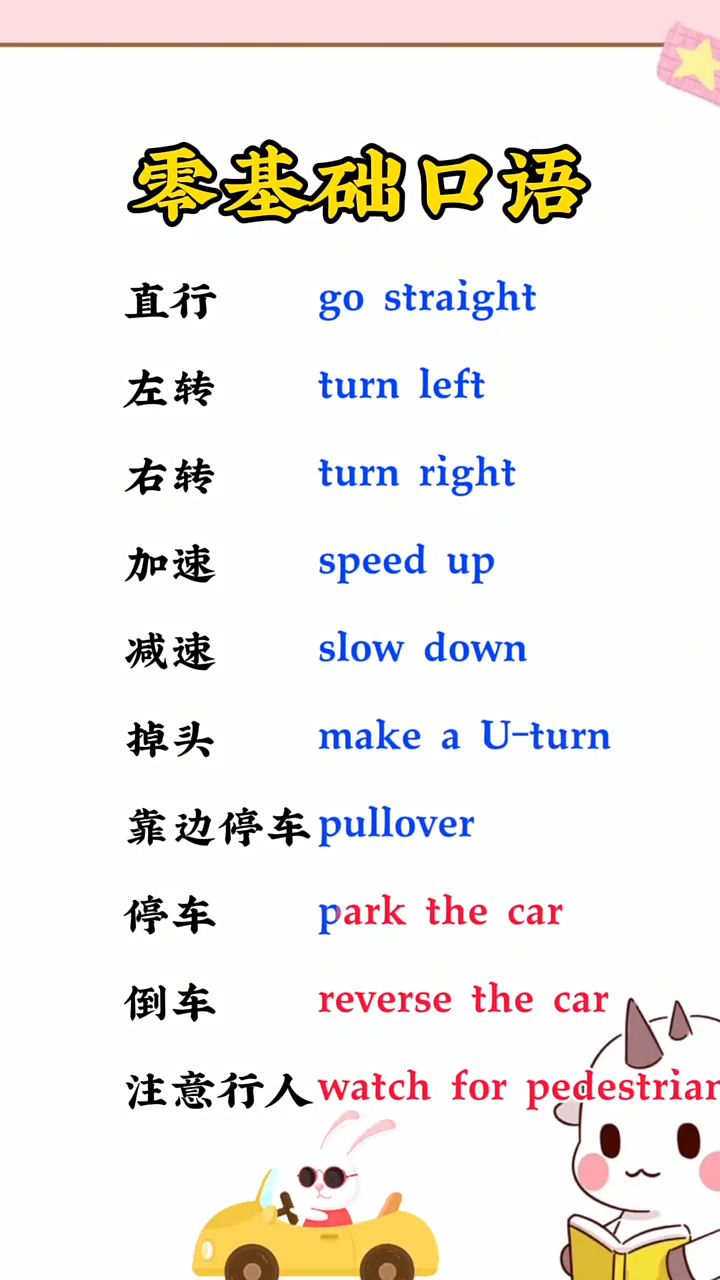 零基础口语
直行 go straight
左转 turn left
右转 turn right
加速 speed up
减速 slow down
掉头 make a U-turn
靠边停车 pullover
停车 park the car
倒车 reverse the car
注意行人 watch for pedestrian